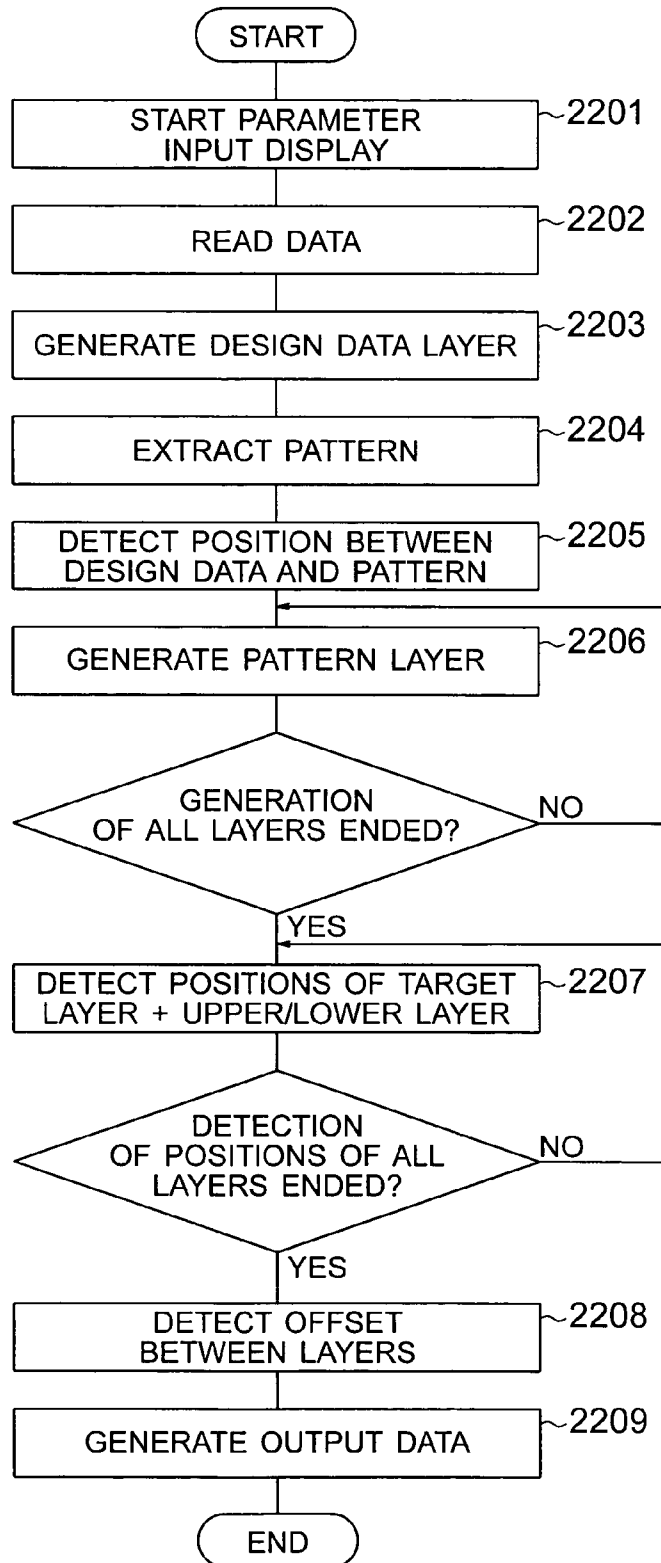 START
START PARAMETER
INPUT DISPLAY
2201
READ DATA
2202
GENERATE DESIGN DATA LAYER
2203
EXTRACT PATTERN
2204
DETECT POSITION BETWEEN
DESIGN DATA AND PATTERN
2205
GENERATE PATTERN LAYER
2206
GENERATION
OF ALL LAYERS ENDED?
NO
YES
DETECT POSITIONS OF TARGET
LAYER + UPPER/LOWER LAYER
2207
DETECTION
OF POSITIONS OF ALL
LAYERS ENDED?
NO
YES
DETECT OFFSET
BETWEEN LAYERS
2208
GENERATE OUTPUT DATA
2209
END